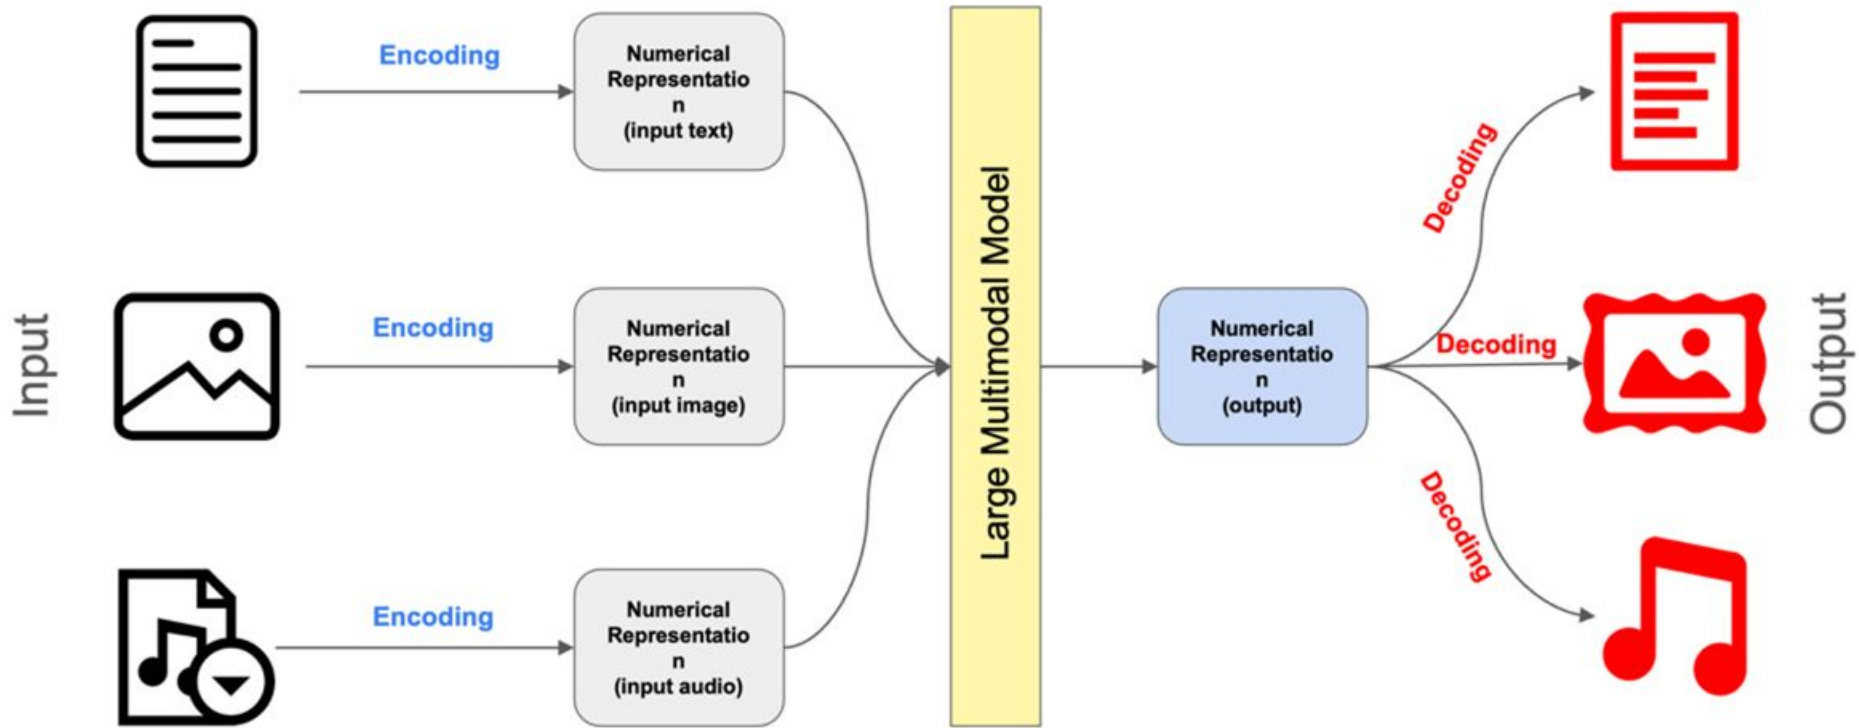 Input
Encoding
Numerical
Representatio
n
(input text)
Encoding
Numerical
Representatio
n
(input image)
Encoding
Numerical
Representatio
n
(input audio)
Large Multimodal Model
Numerical
Representatio
n
(output)
Decoding
Decoding
Decoding
Output